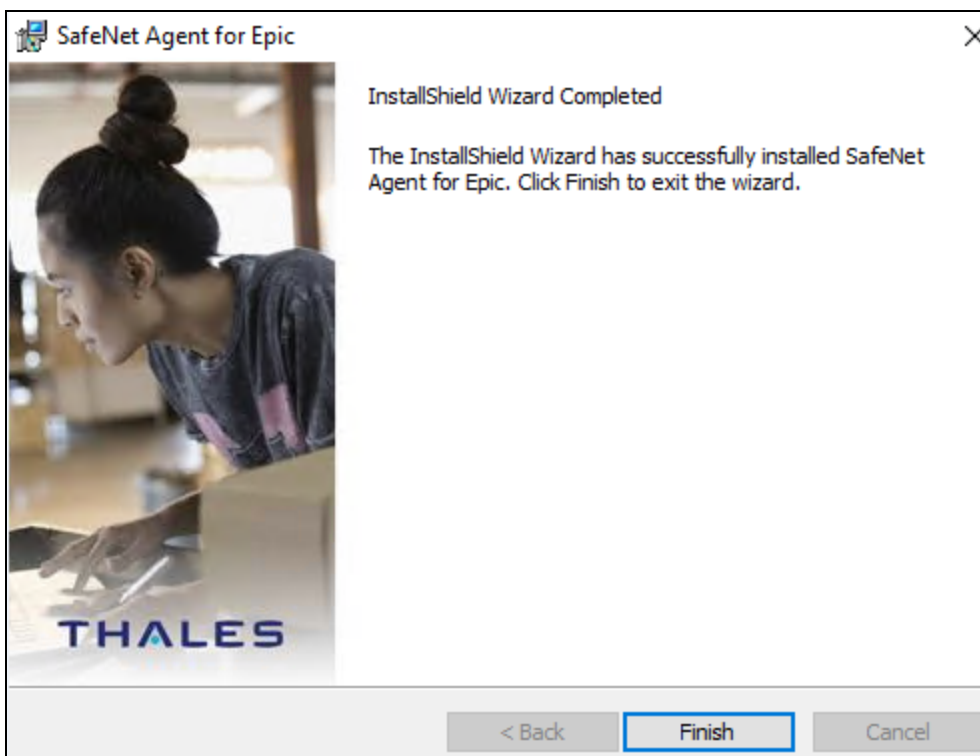 SafeNet Agent for Epic
InstallShield Wizard Completed
The InstallShield Wizard has successfully installed SafeNet
Agent for Epic. Click Finish to exit the wizard.
THALES
< Back
Finish
Cancel